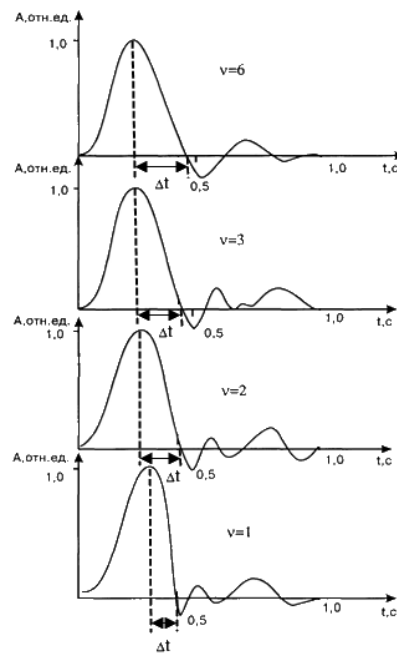 А,отн.ед.
1,0
ν=6
Δt
0,5
1,0
t,с
А,отн.ед.
1,0
ν=3
Δt
0,5
1,0
t,с
А,отн.ед.
1,0
ν=2
Δt
0,5
1,0
t,с
А,отн.ед.
1,0
ν=1
0,5
1,0
t,с
Δt